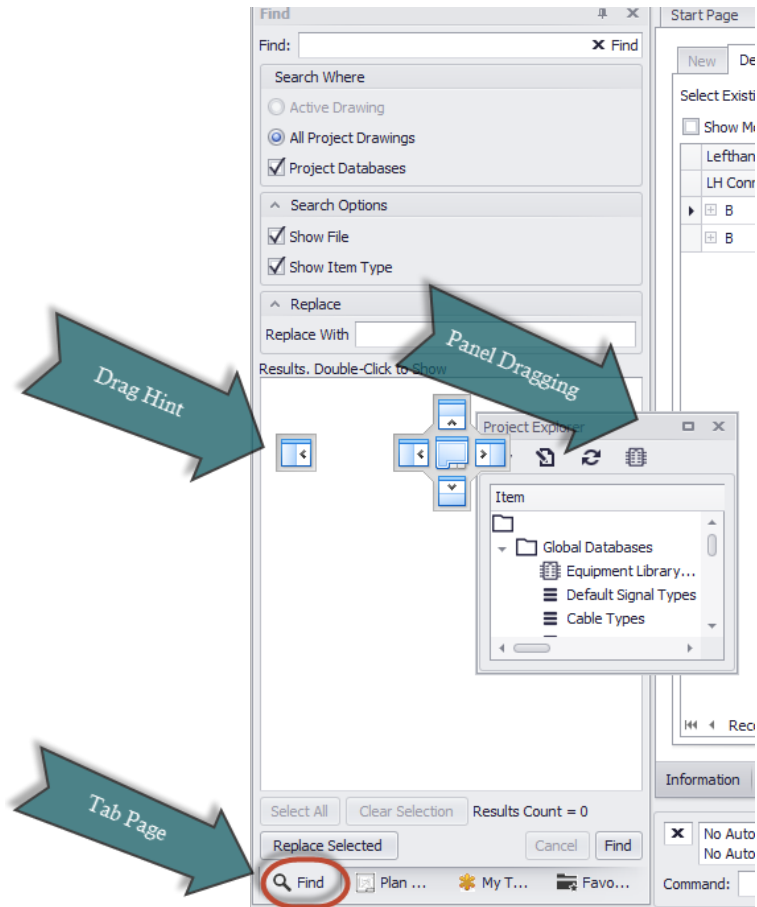 Find
Find:
Find
Search Where
Active Drawing
All Project Drawings
Project Databases
Search Options
Show File
Show Item Type
Replace
Replace With
Results. Double-Click to Show
Drag Hint
Panel Dragging
Project Explorer
Item
Global Databases
Equipment Library...
Default Signal Types
Cable Types
Tab Page
Select All
Clear Selection
Results Count = 0
Replace Selected
Cancel
Find
Find
Plan ...
My T...
Favo...
Start Page
New
De
Select Existi
Show Mo
Lefthan
LH Conn
B
B
Reco
Information
No Auto
No Auto
Command: